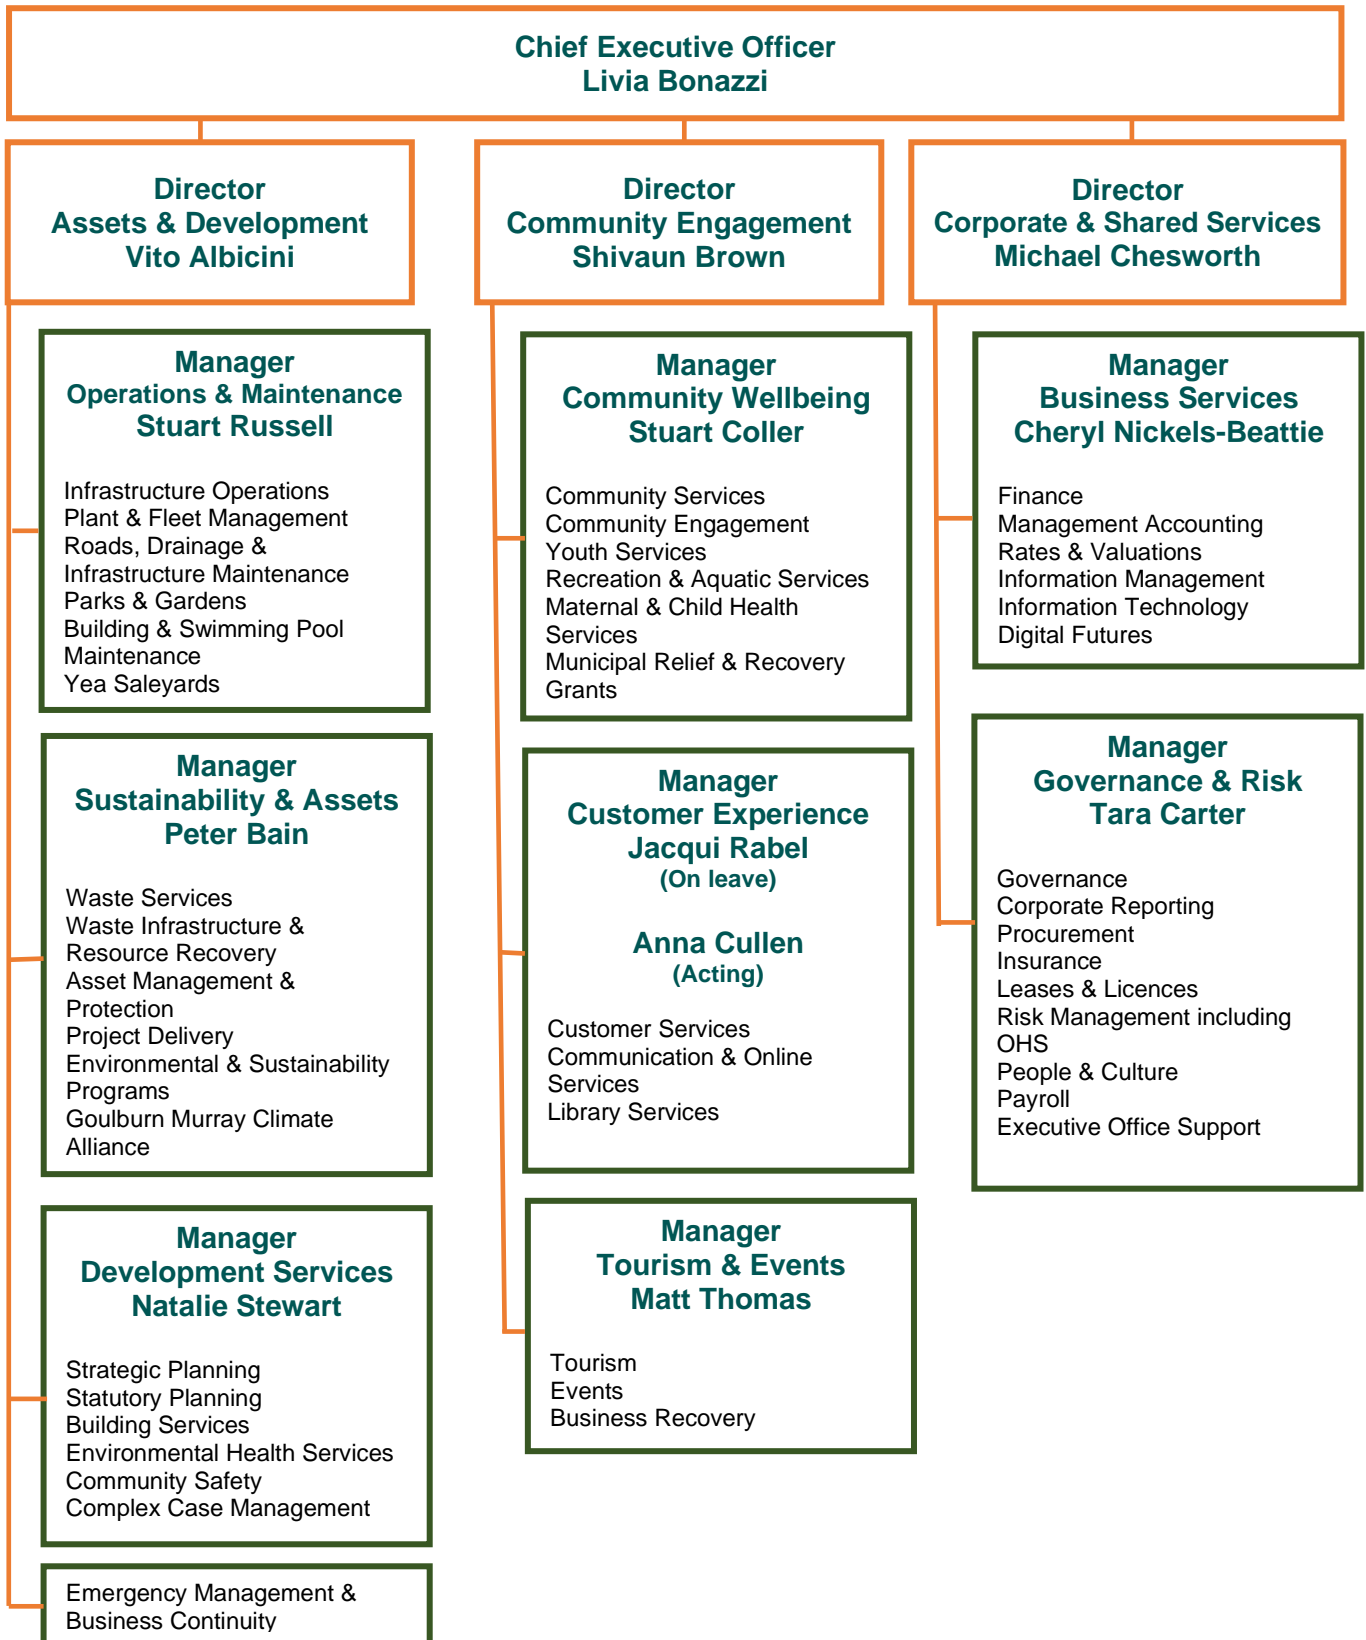 Chief Executive Officer
Livia Bonazzi
Director
Assets & Development
Vito Albicini
Director
Community Engagement
Shivaun Brown
Director
Corporate & Shared Services
Michael Chesworth
Manager
Operations & Maintenance
Stuart Russell
Infrastructure Operations
Plant & Fleet Management
Roads, Drainage &
Infrastructure Maintenance
Parks & Gardens
Building & Swimming Pool
Maintenance
Yea Saleyards
Manager
Sustainability & Assets
Peter Bain
Waste Services
Waste Infrastructure &
Resource Recovery
Asset Management &
Protection
Project Delivery
Environmental & Sustainability
Programs
Goulburn Murray Climate
Alliance
Manager
Development Services
Natalie Stewart
Strategic Planning
Statutory Planning
Building Services
Environmental Health Services
Community Safety
Complex Case Management
Emergency Management &
Business Continuity
Manager
Community Wellbeing
Stuart Coller
Community Services
Community Engagement
Youth Services
Recreation & Aquatic Services
Maternal & Child Health
Services
Municipal Relief & Recovery
Grants
Manager
Customer Experience
Jacqui Rabel
(On leave)
Anna Cullen
(Acting)
Customer Services
Communication & Online
Services
Library Services
Manager
Tourism & Events
Matt Thomas
Tourism
Events
Business Recovery
Manager
Business Services
Cheryl Nickels-Beattie
Finance
Management Accounting
Rates & Valuations
Information Management
Information Technology
Digital Futures
Manager
Governance & Risk
Tara Carter
Governance
Corporate Reporting
Procurement
Insurance
Leases & Licences
Risk Management including
OHS
People & Culture
Payroll
Executive Office Support